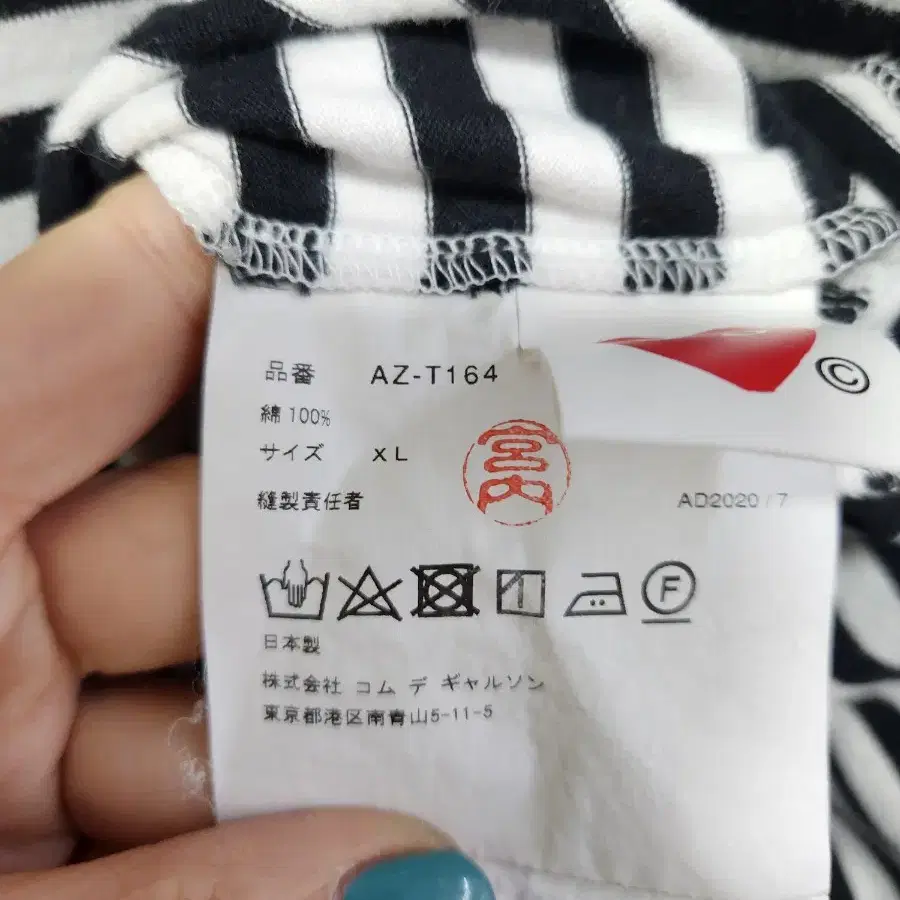 品番 AZ-T164
©
綿 100%
サイズ XL
宮内
縫製責任者
AD2020/7
日本製
株式会社 コム デ ギャルソン
東京都港区南青山5-11-5
F